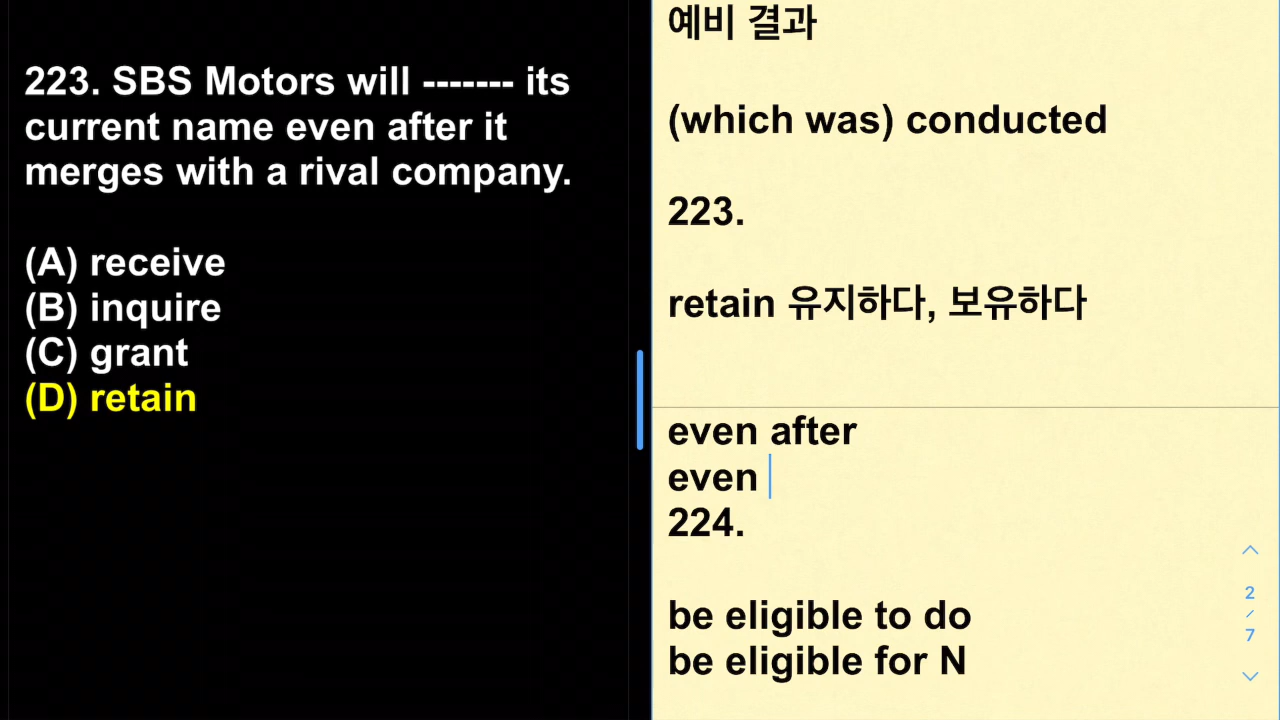 223. SBS Motors will ------- its
current name even after it
merges with a rival company.
(A) receive
(B) inquire
(C) grant
(D) retain
예비 결과
(which was) conducted
223.
retain 유지하다, 보유하다
even after
even
224.
be eligible to do
be eligible for N
2
/
7